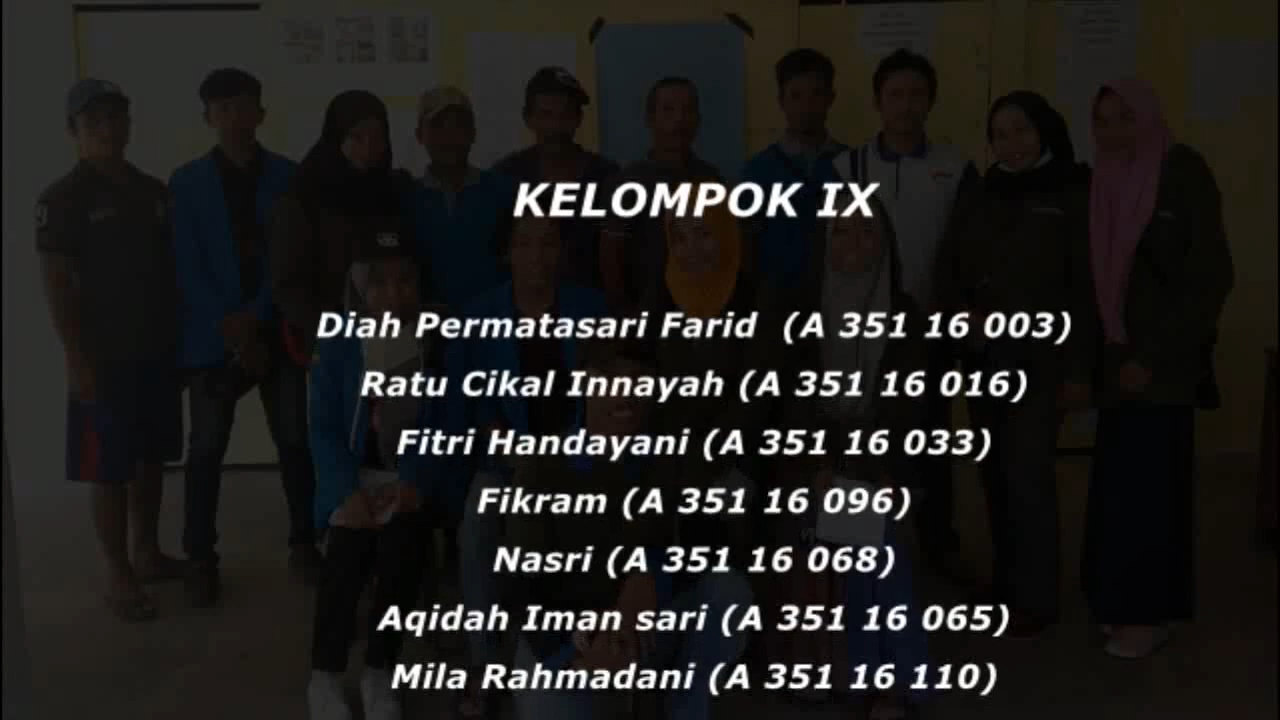 KELOMPOK IX
Diah Permatasari Farid (A 351 16 003)
Ratu Cikal Innayah (A 351 16 016)
Fitri Handayani (A 351 16 033)
Fikram (A 351 16 096)
Nasri (A 351 16 068)
Aqidah Iman sari (A 351 16 065)
Mila Rahmadani (A 351 16 110)